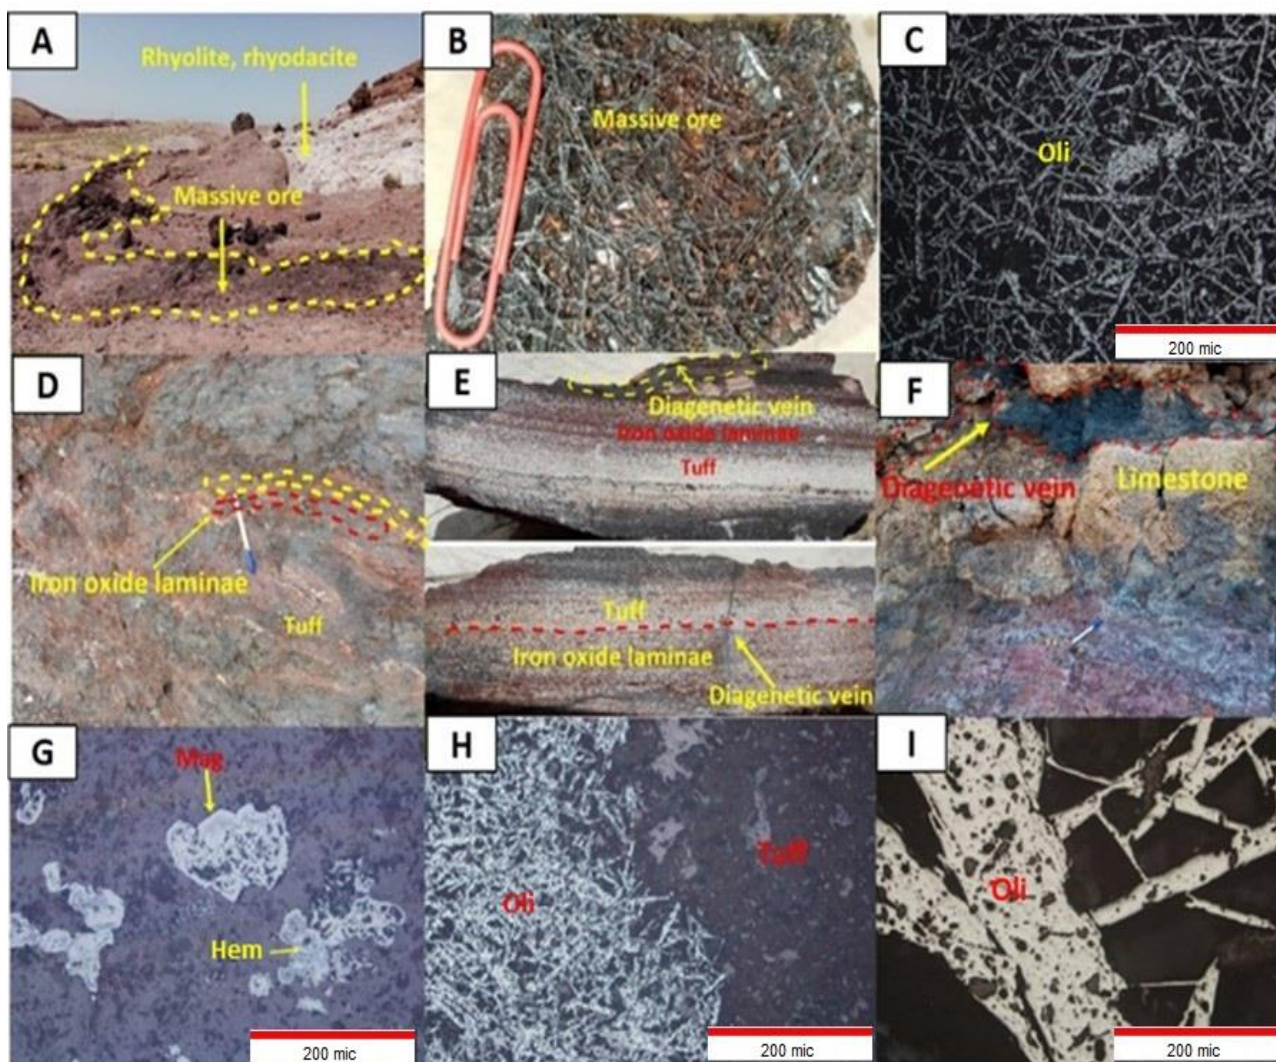 A
Rhyolite, rhyodacite
Massive ore
B
Massive ore
C
Oli
200 mic
D
Iron oxide laminae
Tuff
E
Diagenetic vein
Iron oxide laminae
Tuff
Tuff
Iron oxide laminae
Diagenetic vein
F
Diagenetic vein
Limestone
G
Mag
Hem
200 mic
H
Oli
Tuff
200 mic
I
Oli
200 mic